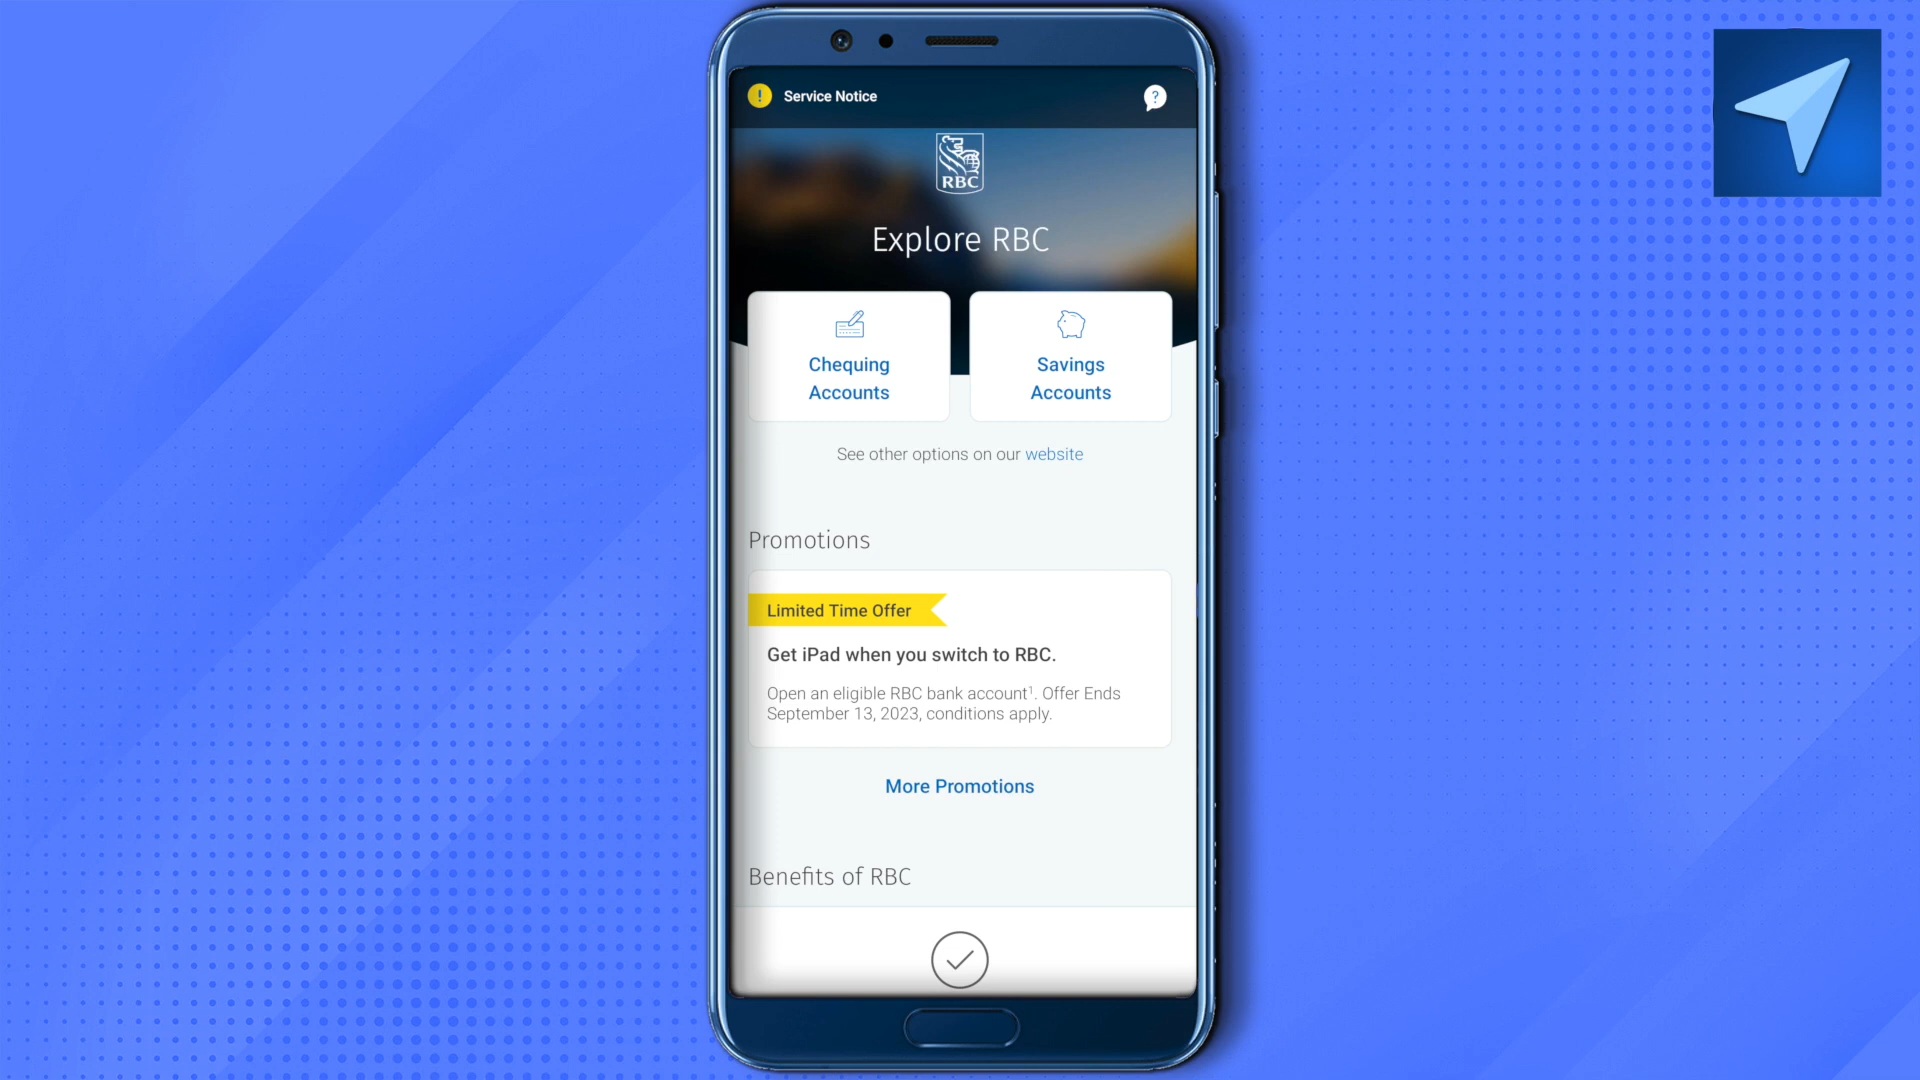 Service Notice
?
RBC
Explore RBC
Chequing
Accounts
Savings
Accounts
See other options on our website
Promotions
Limited Time Offer
Get iPad when you switch to RBC.
Open an eligible RBC bank account¹. Offer Ends
September 13, 2023, conditions apply.
More Promotions
Benefits of RBC